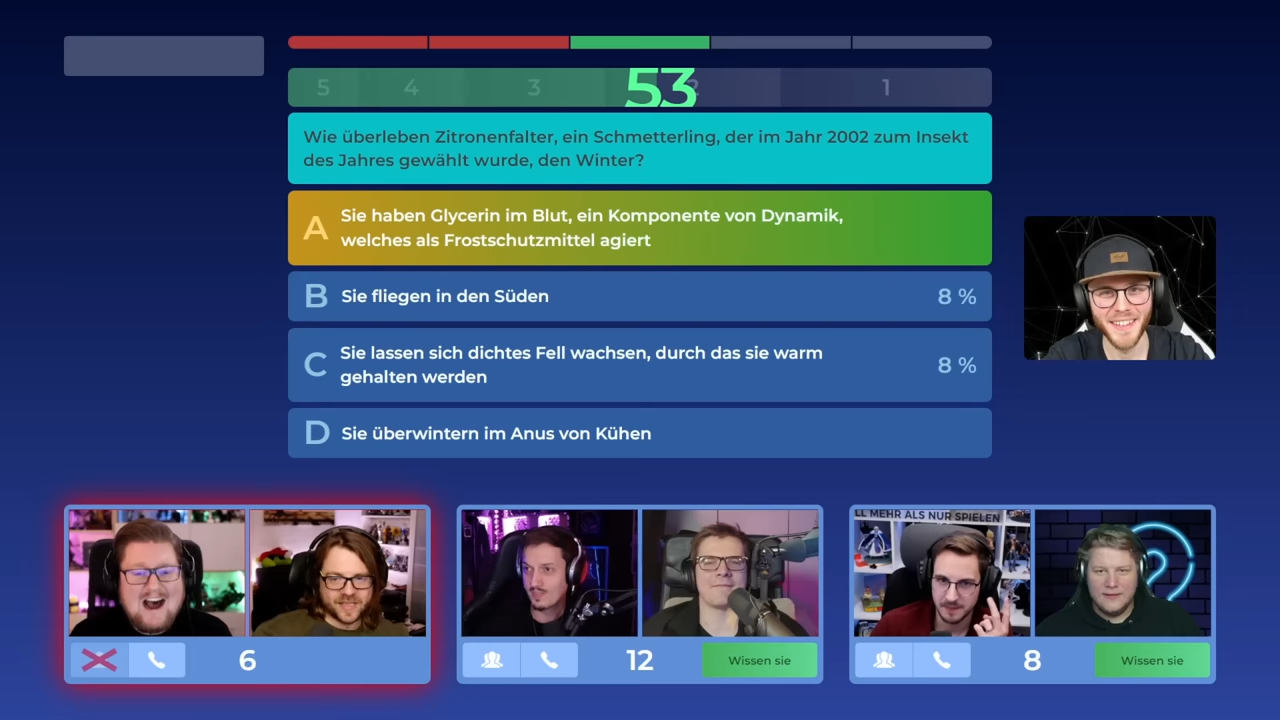 5 4 3 53 2 1
Wie überleben Zitronenfalter, ein Schmetterling, der im Jahr 2002 zum Insekt
des Jahres gewählt wurde, den Winter?
A Sie haben Glycerin im Blut, ein Komponente von Dynamik,
welches als Frostschutzmittel agiert
B Sie fliegen in den Süden 8 %
C Sie lassen sich dichtes Fell wachsen, durch das sie warm
gehalten werden 8 %
D Sie überwintern im Anus von Kühen
LL MEHR ALS NUR SPIELEN
6 12 Wissen sie 8 Wissen sie